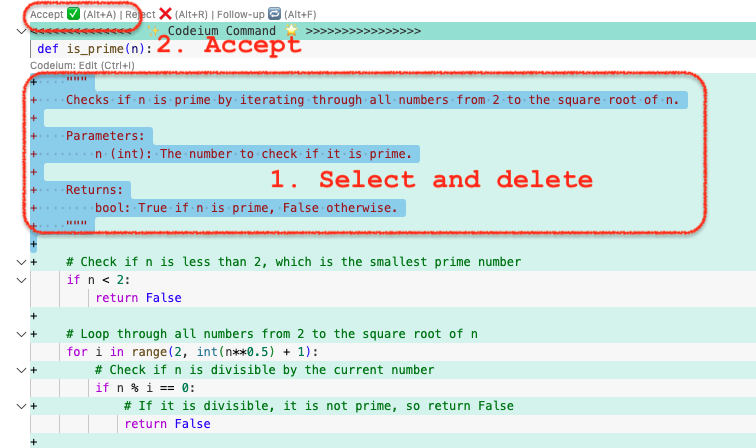 Accept ✅ (Alt+A) | Reject ❌ (Alt+R) | Follow-up 🔁 (Alt+F)
<<<<<<<<<<<<<< ✨ Codeium Command 🌟 >>>>>>>>>>>>>>>>
def is_prime(n):
2. Accept
Codeium: Edit (Ctrl+I)
+ """
+ Checks if n is prime by iterating through all numbers from 2 to the square root of n.
+
+ Parameters:
+ n (int): The number to check if it is prime.
+
1. Select and delete
+ Returns:
+ bool: True if n is prime, False otherwise.
+ """
+
+ # Check if n is less than 2, which is the smallest prime number
if n < 2:
return False
+
+ # Loop through all numbers from 2 to the square root of n
for i in range(2, int(n**0.5) + 1):
+ # Check if n is divisible by the current number
if n % i == 0:
+ # If it is divisible, it is not prime, so return False
return False
+